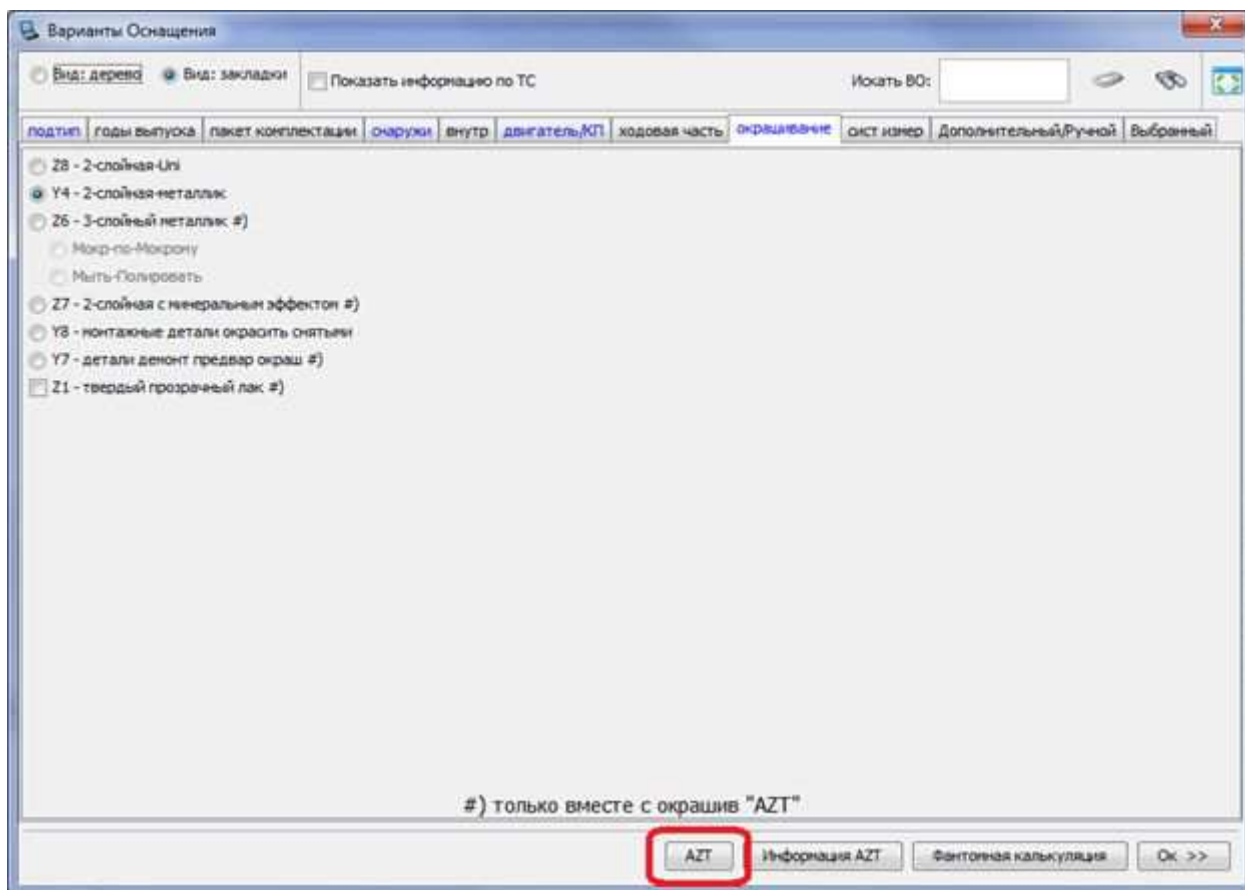 Варианты Оснащения
Вид: дерево Вид: закладки Показать информацию по ТС Искать ВО:
подтип годы выпуска пакет комплектации снаружи внутр двигатель/КП ходовая часть окрашивание сист измер Дополнительный/Ручной Выбранный
Z8 - 2-слойная-Uni
Y4 - 2-слойная-металлик
Z6 - 3-слойный металлик #)
Мокр-по-Мокрому
Мыть-Полировать
Z7 - 2-слойная с минеральным эффектом #)
Y8 - монтажные детали окрасить снятыми
Y7 - детали демонт предвар окраш #)
Z1 - твердый прозрачный лак #)
#) только вместе с окрашив "AZT"
AZT Информация AZT Фантомная калькуляция Ок >>